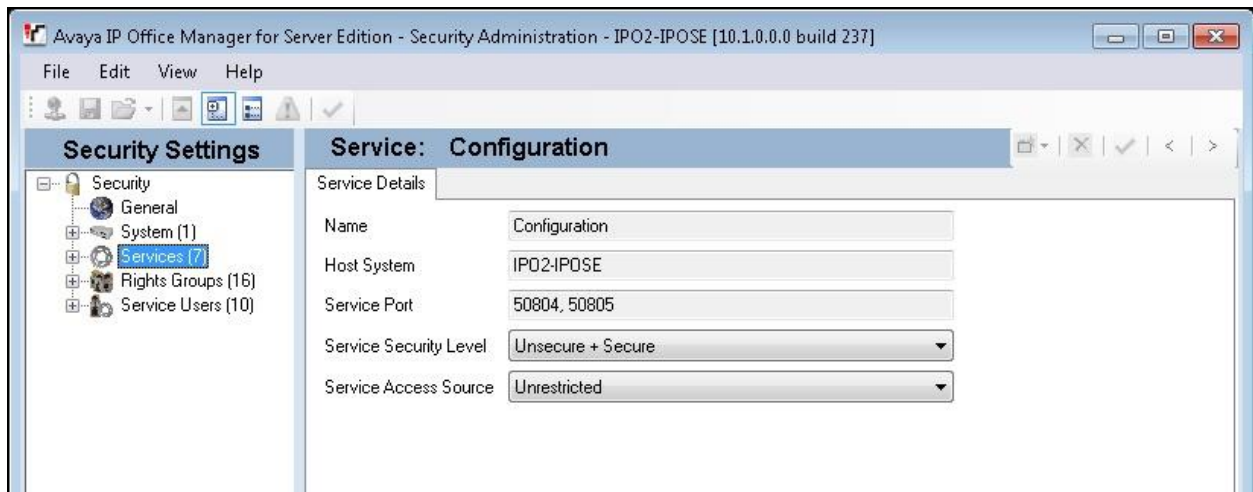 Avaya IP Office Manager for Server Edition - Security Administration - IPO2-IPOSE [10.1.0.0.0 build 237]
File Edit View Help
Security Settings
Service: Configuration
Security
General
System (1)
Services (7)
Rights Groups (16)
Service Users (10)
Service Details
Name Configuration
Host System IPO2-IPOSE
Service Port 50804, 50805
Service Security Level Unsecure + Secure
Service Access Source Unrestricted